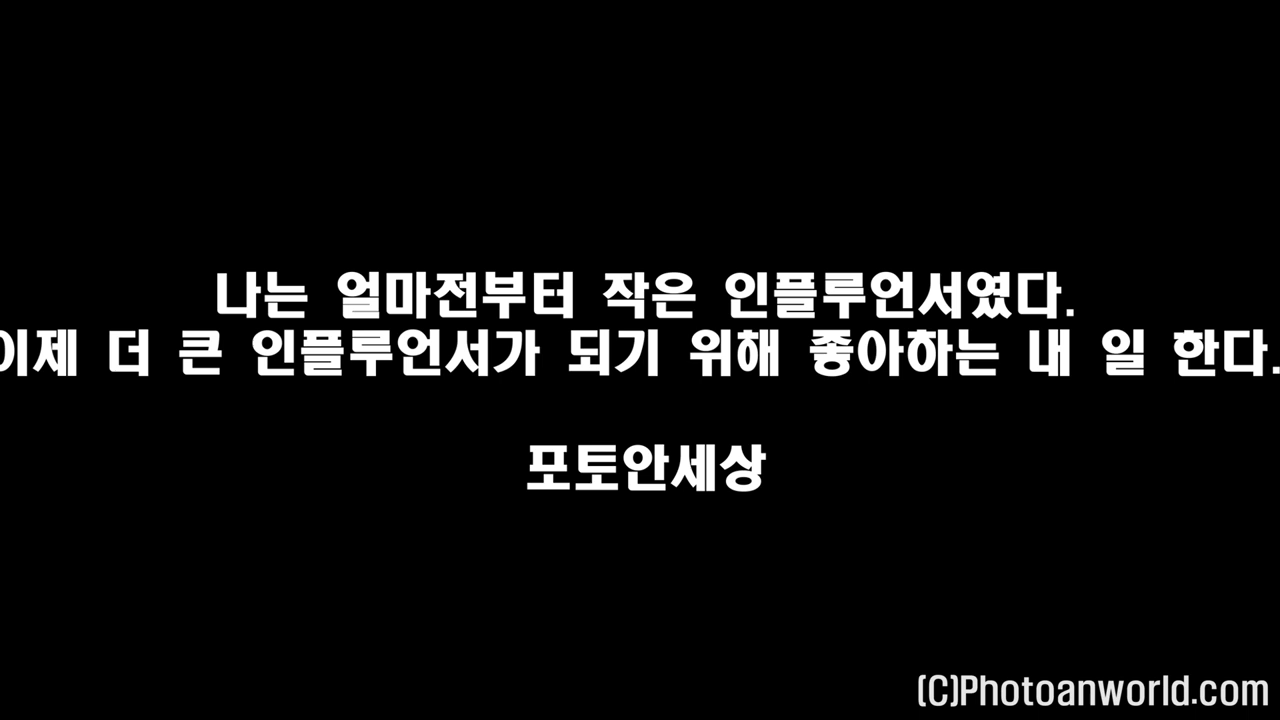 나는 얼마전부터 작은 인플루언서였다.
이제 더 큰 인플루언서가 되기 위해 좋아하는 내 일 한다.
포토안세상
(C)Photoanworld.com